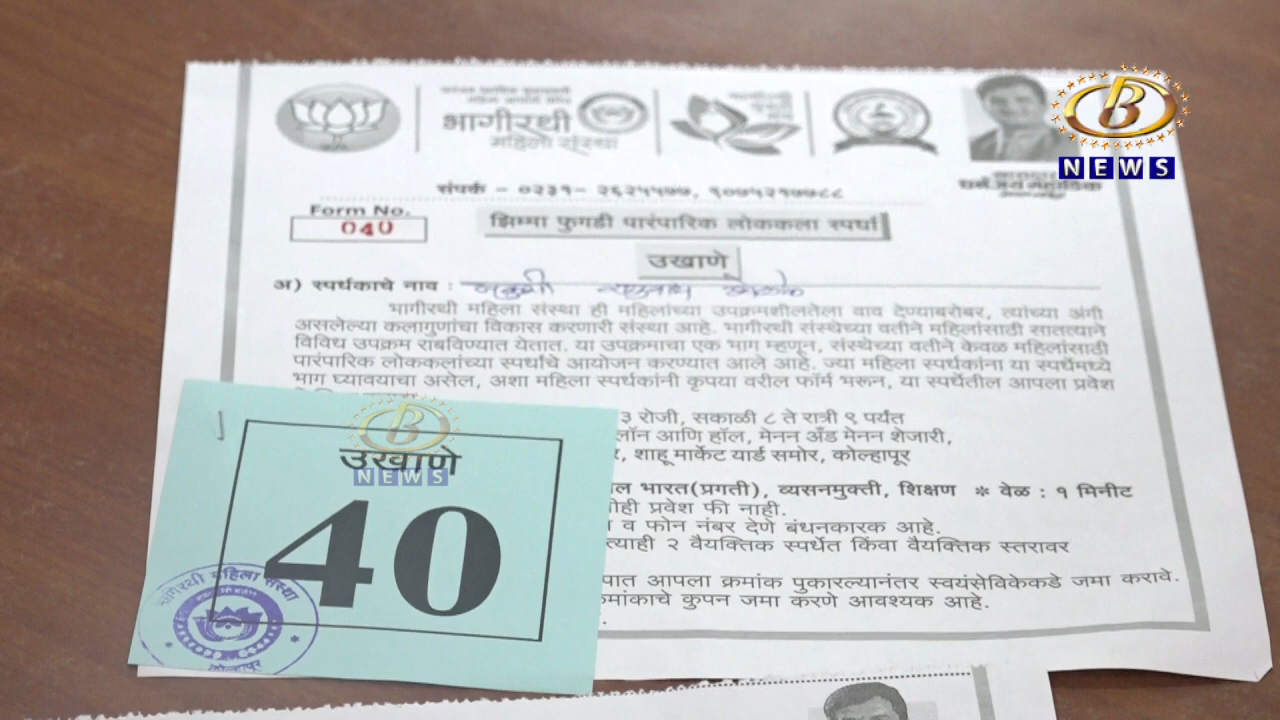 B
NEWS
भागीरथी
महिला संस्था
संपर्क - ०२३१- २६२५५७७,
Form No.
040
झिम्मा फुगडी पारंपारिक लोककला स्पर्धा
उखाणे
अ) स्पर्धकाचे नाव :
भागीरथी महिला संस्था ही महिलांच्या उपक्रमशीलतेला वाव देण्याबरोबर, त्यांच्या अंगी
असलेल्या कलागुणांचा विकास करणारी संस्था आहे. भागीरथी संस्थेच्या वतीने महिलांसाठी सातत्याने
विविध उपक्रम राबविण्यात येतात. या उपक्रमाचा एक भाग म्हणून, संस्थेच्या वतीने केवळ महिलांसाठी
पारंपारिक लोककलांच्या स्पर्धांचे आयोजन करण्यात आले आहे. ज्या महिला स्पर्धकांना या स्पर्धेमध्ये
भाग घ्यावयाचा असेल, अशा महिला स्पर्धकांनी कृपया वरील फॉर्म भरून, या स्पर्धेतील आपला प्रवेश
३ रोजी, सकाळी ८ ते रात्री ९ पर्यंत
लॉन आणि हॉल, मेनन अँड मेनन शेजारी,
, शाहू मार्केट यार्ड समोर, कोल्हापूर
ल भारत(प्रगती), व्यसनमुक्ती, शिक्षण * वेळ : १ मिनीट
ीही प्रवेश फी नाही.
व फोन नंबर देणे बंधनकारक आहे.
त्याही २ वैयक्तिक स्पर्धेत किंवा वैयक्तिक स्तरावर
पात आपला क्रमांक पुकारल्यानंतर स्वयंसेविकेकडे जमा करावे.
मांकाचे कुपन जमा करणे आवश्यक आहे.
B
उखाणे
NEWS
40
भागिरथी महिला संस्था
कोल्हापूर